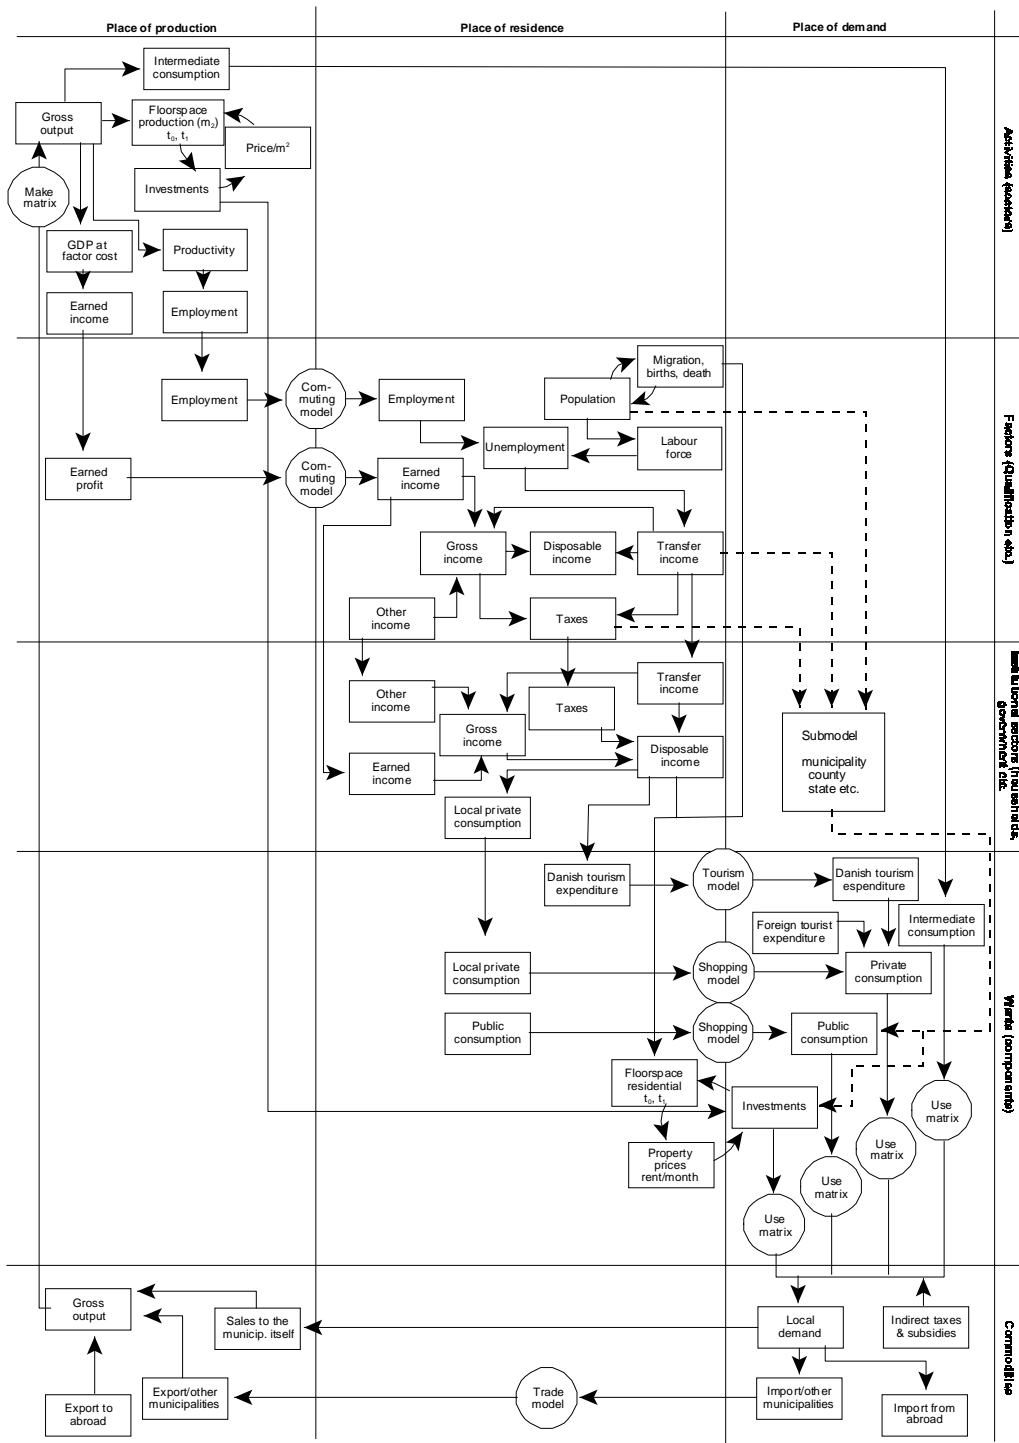 Place of production
Place of residence
Place of demand
Intermediate
consumption
Gross
output
Floorspace
production (m2)
t0, t1
Price/m2
Make
matrix
Investments
GDP at
factor cost
Productivity
Earned
income
Employment
Activities (sectors)
Migration,
births, death
Employment
Com-
muting
model
Employment
Population
Unemployment
Labour
force
Earned
profit
Com-
muting
model
Earned
income
Gross
income
Disposable
income
Transfer
income
Other
income
Taxes
Factors (Qualification etc.)
Other
income
Transfer
income
Taxes
Gross
income
Disposable
income
Earned
income
Submodel
municipality
county
state etc.
Local private
consumption
Institutional sectors (households,
government etc.
Danish tourism
expenditure
Tourism
model
Danish tourism
espenditure
Foreign tourist
expenditure
Intermediate
consumption
Local private
consumption
Shopping
model
Private
consumption
Public
consumption
Shopping
model
Public
consumption
Floorspace
residential
t0, t1
Investments
Property
prices
rent/month
Use
matrix
Use
matrix
Use
matrix
Use
matrix
Wants (components)
Gross
output
Sales to the
municip. itself
Local
demand
Indirect taxes
& subsidies
Export to
abroad
Export/other
municipalities
Trade
model
Import/other
municipalities
Import from
abroad
Commodities